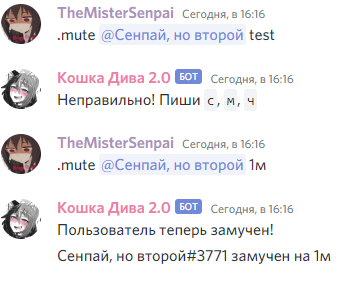 TheMisterSenpai Сегодня, в 16:16
.mute @Сенпай, но второй test
Кошка Дива 2.0 БОТ Сегодня, в 16:16
Неправильно! Пиши с, м, ч
TheMisterSenpai Сегодня, в 16:16
.mute @Сенпай, но второй 1м
Кошка Дива 2.0 БОТ Сегодня, в 16:16
Пользователь теперь замучен!
Сенпай, но второй#3771 замучен на 1м